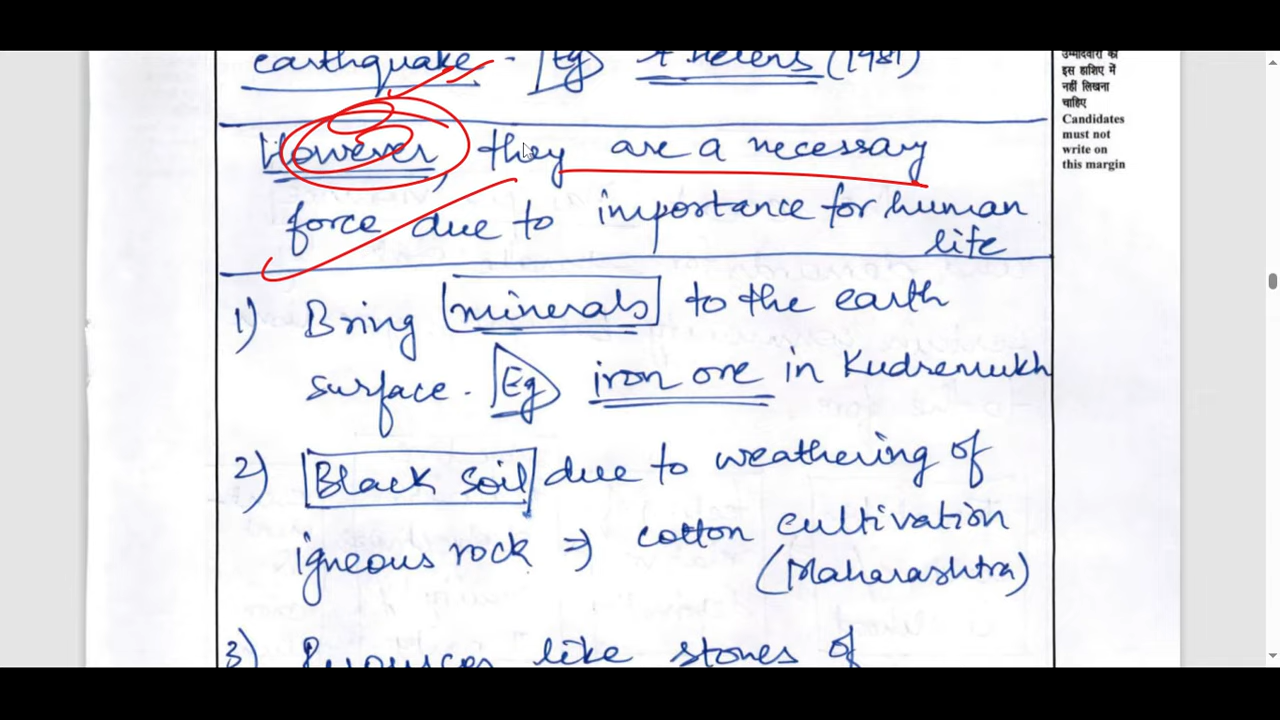 earthquake. Eg (1981)
However, they are a necessary
force due to importance for human
life
1) Bring minerals to the earth
surface. Eg iron ore in Kudremukh
2) Black soil due to weathering of
igneous rock ⇒ cotton cultivation
(Maharashtra)
3) Resources like stones of
उम्मीदवारों को
इस हाशिए में
नहीं लिखना
चाहिए
Candidates
must not
write on
this margin